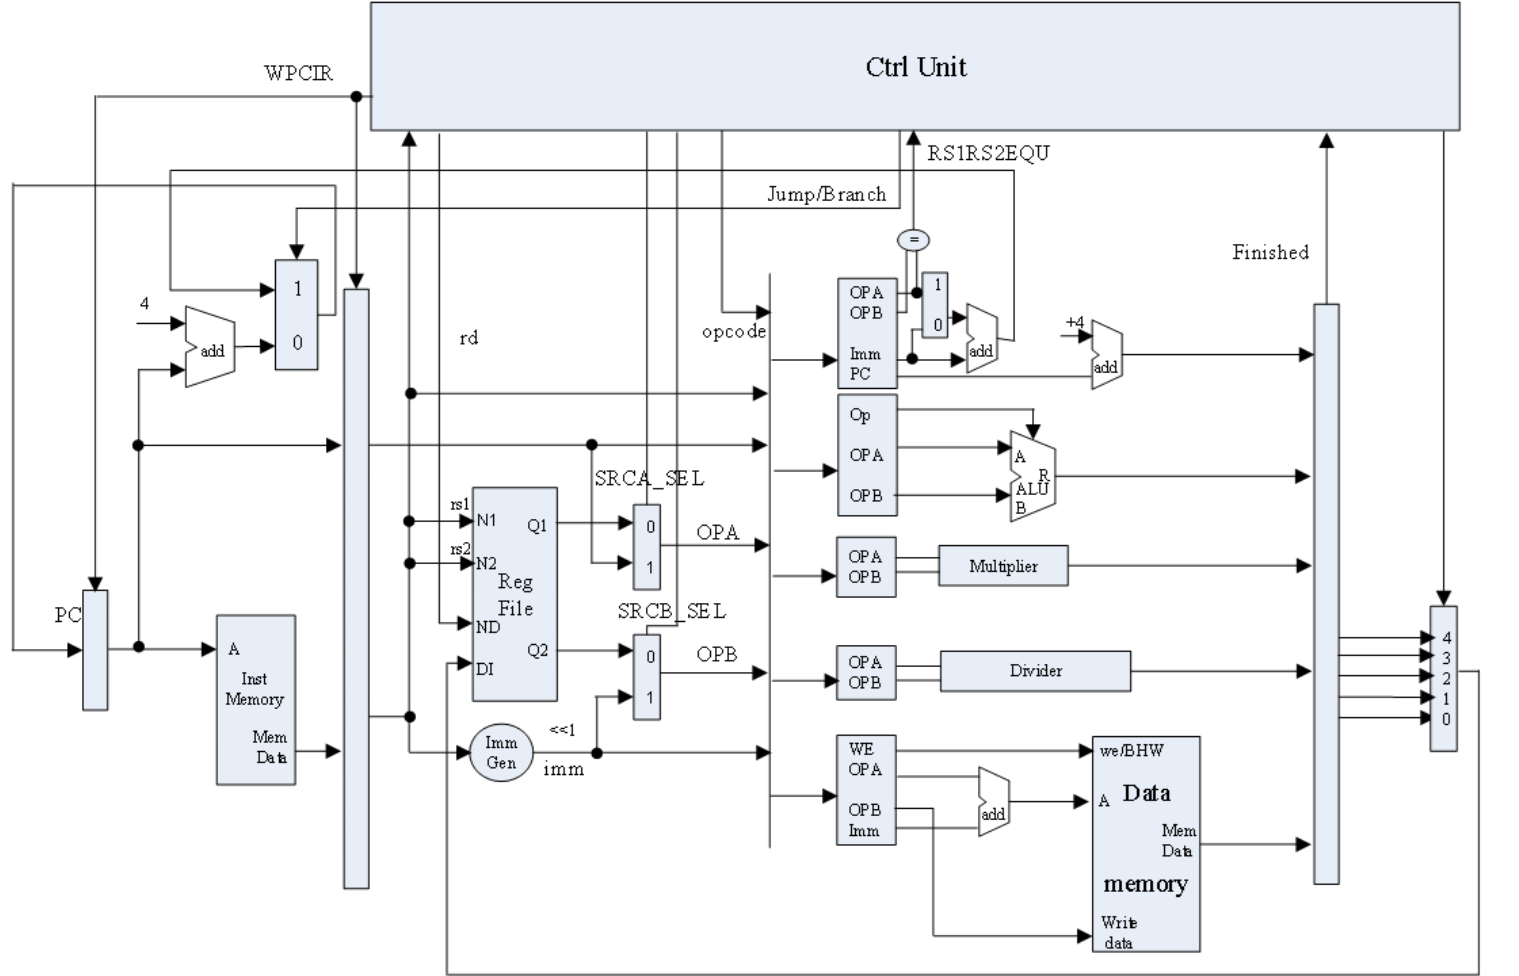 Ctrl Unit
WPCIR
RS1RS2EQU
Jump/Branch
=
Finished
1
0
4
add
rd
opcode
OPA
OPB
Imm
PC
1
0
add
+4
add
Op
OPA
OPB
A
R
ALU
B
SRCA_SEL
rs1
N1
Q1
rs2
N2
Reg
File
ND
Q2
DI
0
1
OPA
SRCB_SEL
0
1
OPB
OPA
OPB
Multiplier
OPA
OPB
Divider
PC
A
Inst
Memory
Mem
Data
Imm
Gen
<<1
imm
WE
OPA
OPB
Imm
add
we/BHW
A
Data
Mem
Data
memory
Write
data
4
3
2
1
0